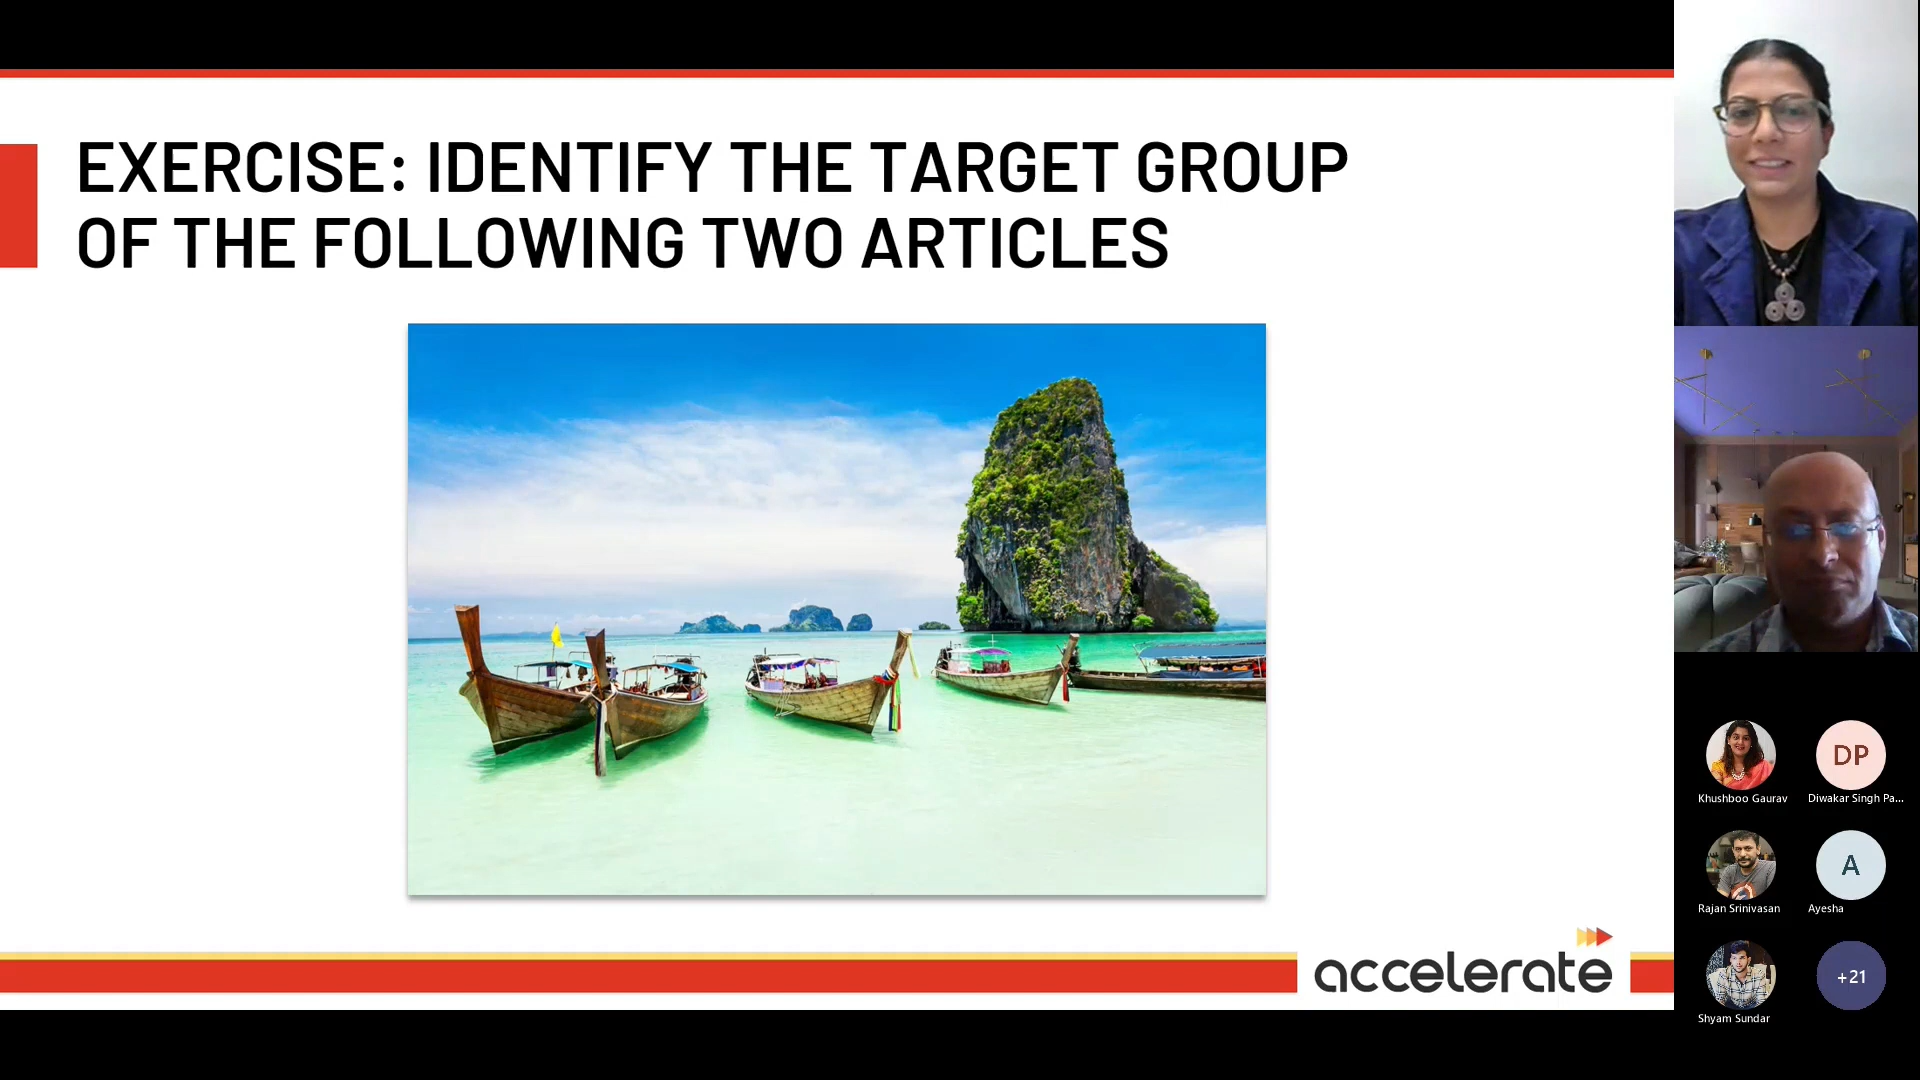 EXERCISE: IDENTIFY THE TARGET GROUP
OF THE FOLLOWING TWO ARTICLES
accelerate
Khushboo Gaurav
DP
Diwakar Singh Pa...
Rajan Srinivasan
A
Ayesha
Shyam Sundar
+21